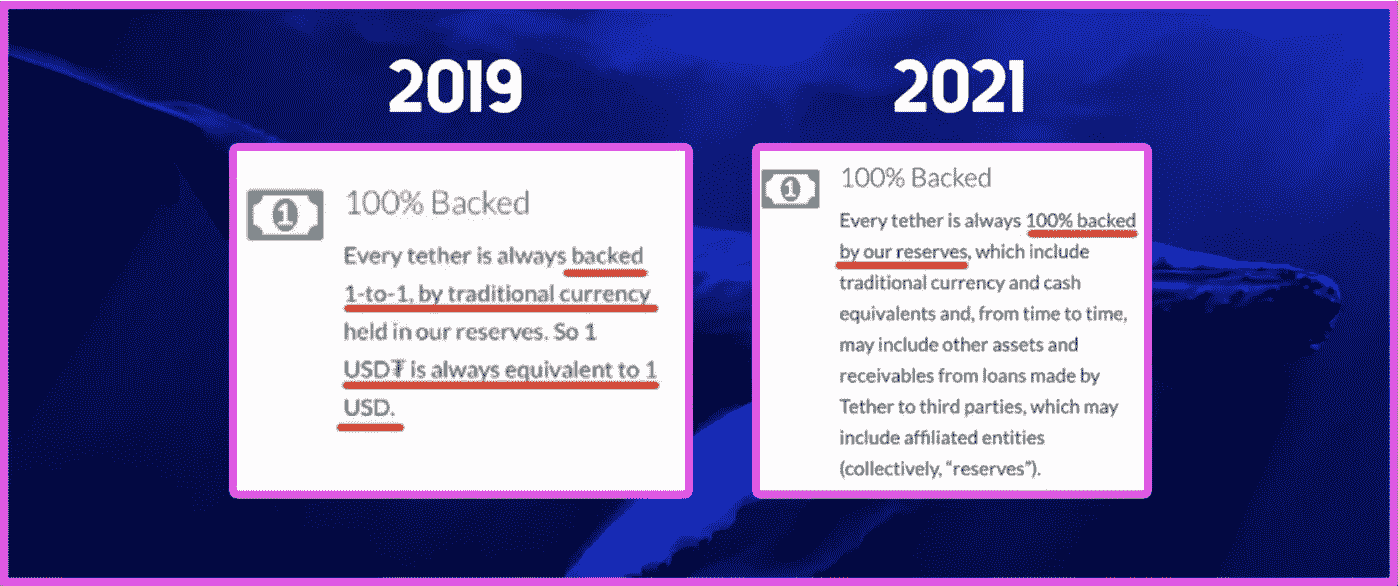 2019
1
100% Backed
Every tether is always backed
1-to-1, by traditional currency
held in our reserves. So 1
USD₮ is always equivalent to 1
USD.
2021
1
100% Backed
Every tether is always 100% backed
by our reserves, which include
traditional currency and cash
equivalents and, from time to time,
may include other assets and
receivables from loans made by
Tether to third parties, which may
include affiliated entities
(collectively, “reserves”).